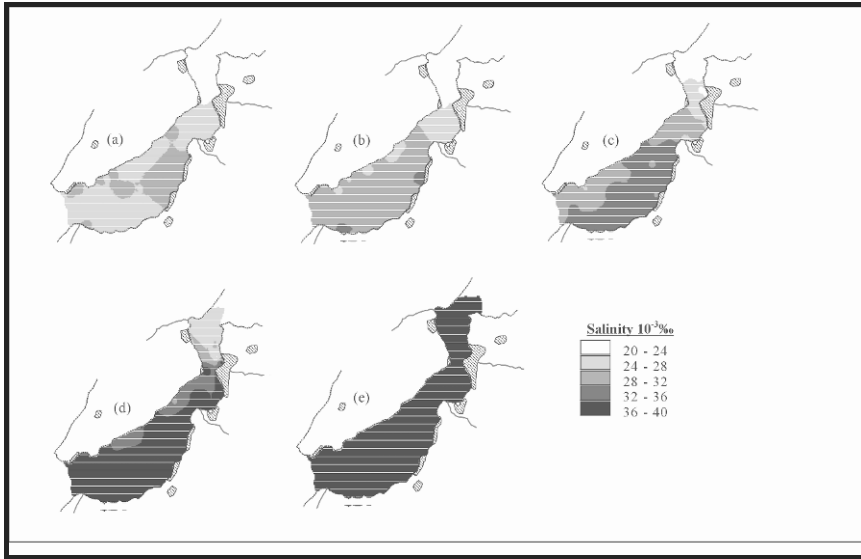 (a)
(b)
(c)
(d)
(e)
Salinity 10⁻³‰
20 - 24
24 - 28
28 - 32
32 - 36
36 - 40